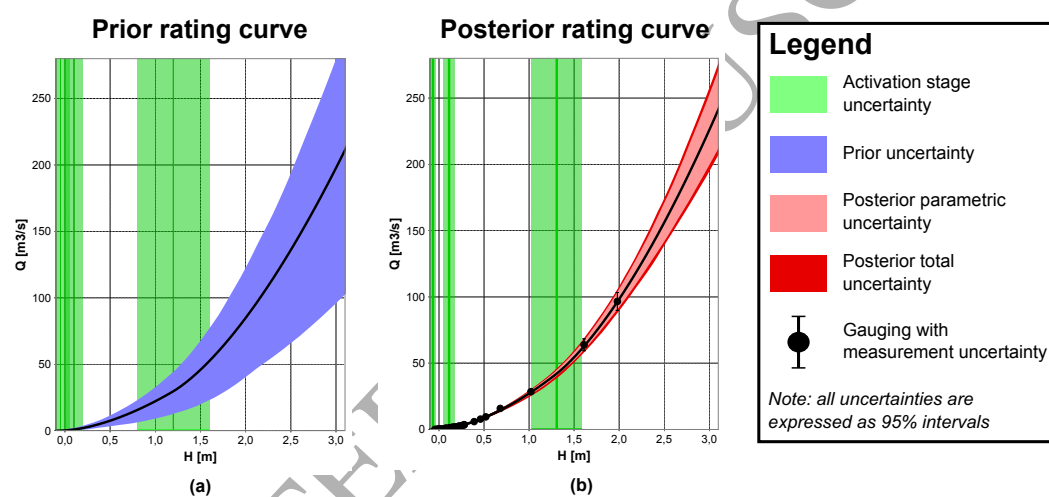 Prior rating curve
Q [m3/s]
250
200
150
100
50
0
0,0 0,5 1,0 1,5 2,0 2,5 3,0
H [m]
(a)
Posterior rating curve
Q [m3/s]
250
200
150
100
50
0
0,0 0,5 1,0 1,5 2,0 2,5 3,0
H [m]
(b)
Legend
Activation stage
uncertainty
Prior uncertainty
Posterior parametric
uncertainty
Posterior total
uncertainty
Gauging with
measurement uncertainty
Note: all uncertainties are
expressed as 95% intervals